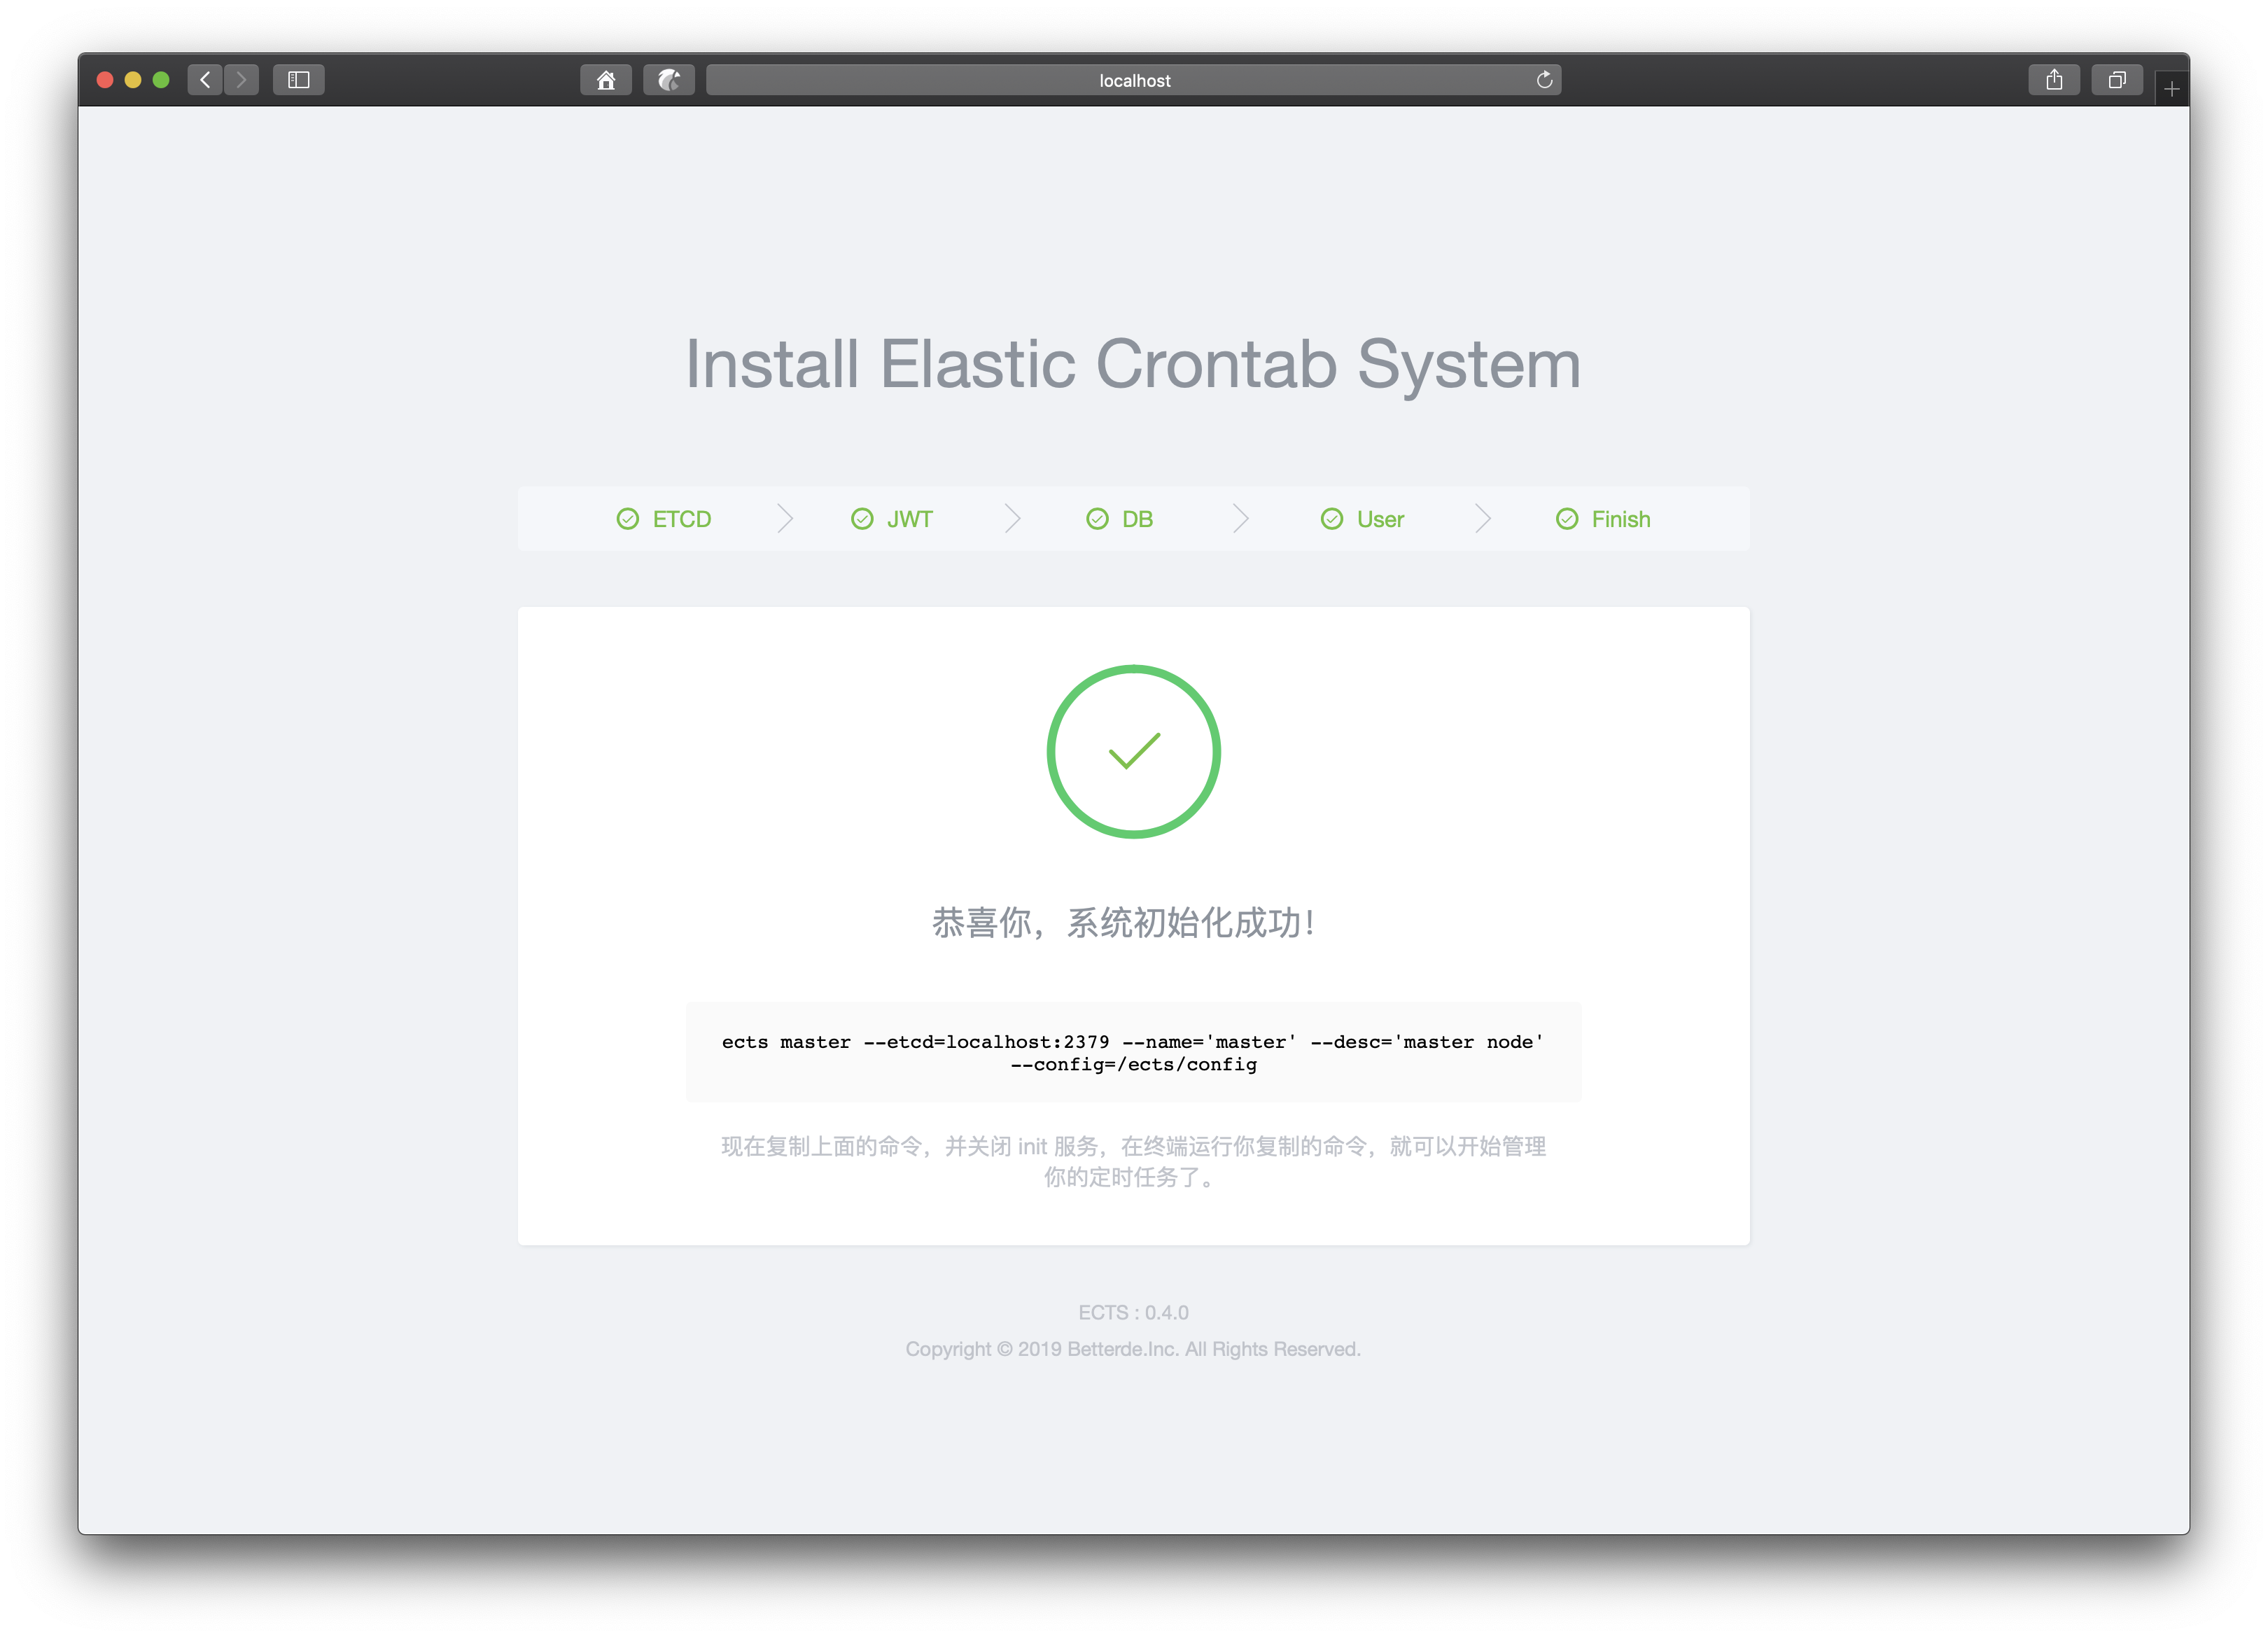 localhost
Install Elastic Crontab System
ETCD JWT DB User Finish
恭喜你，系统初始化成功！
ects master --etcd=localhost:2379 --name='master' --desc='master node'
--config=/ects/config
现在复制上面的命令，并关闭 init 服务，在终端运行你复制的命令，就可以开始管理
你的定时任务了。
ECTS : 0.4.0
Copyright © 2019 Betterde.Inc. All Rights Reserved.